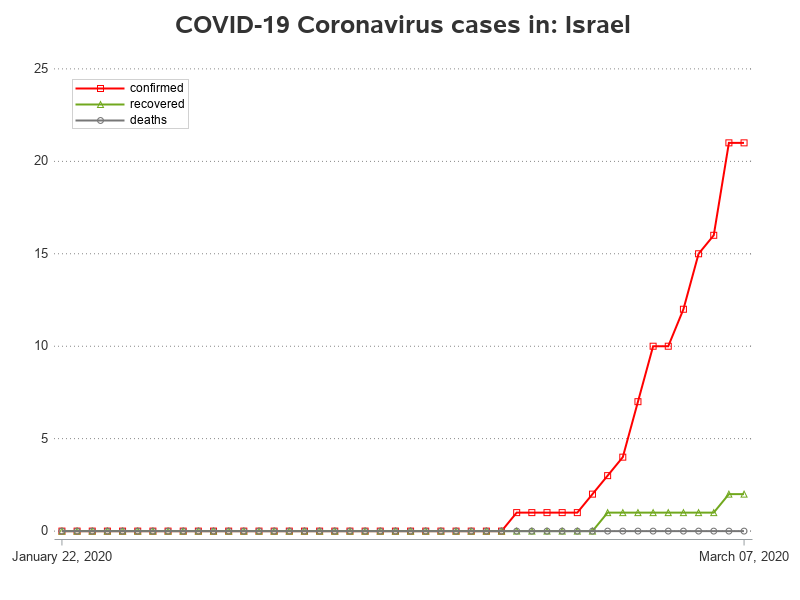 COVID-19 Coronavirus cases in: Israel
25
confirmed
recovered
deaths
20
15
10
5
0
January 22, 2020
March 07, 2020